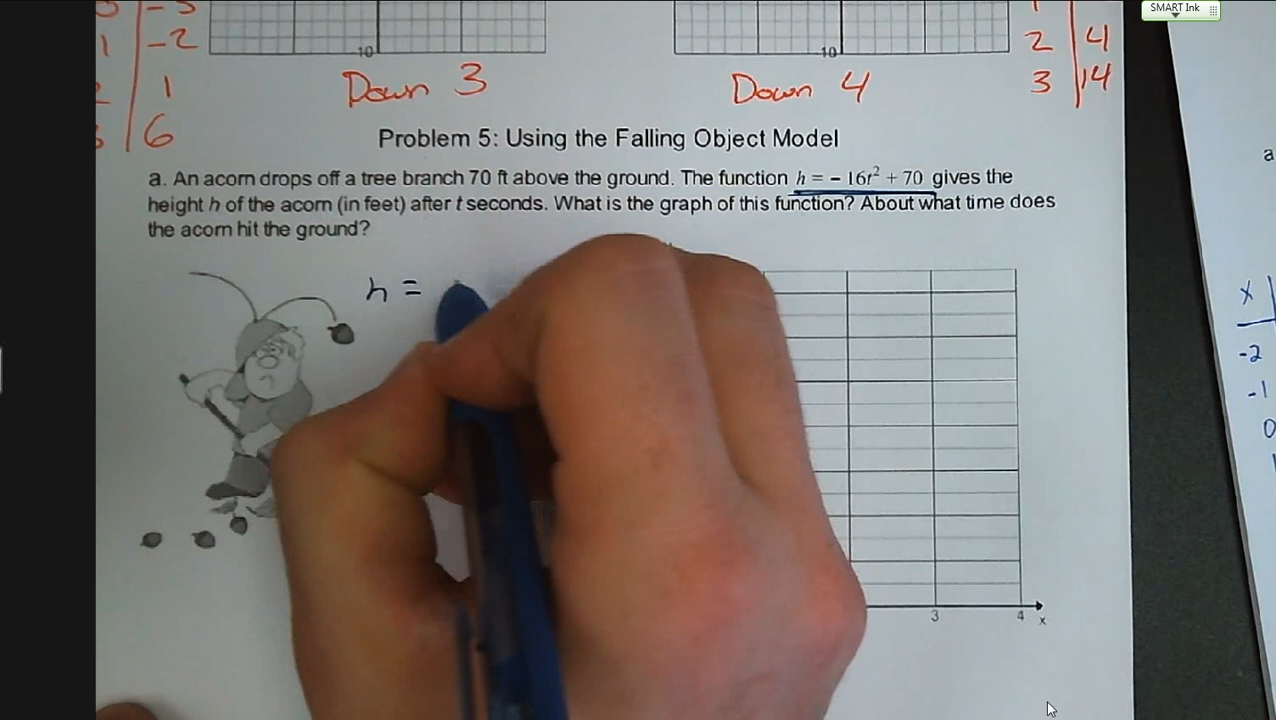 SMART Ink
0 -3
1 -2
1
6
10
Down 3
10
Down 4
2 4
3 14
Problem 5: Using the Falling Object Model
a. An acorn drops off a tree branch 70 ft above the ground. The function h = – 16t² + 70 gives the
height h of the acorn (in feet) after t seconds. What is the graph of this function? About what time does
the acorn hit the ground?
h =
3 4 x
a
x
-2
-1
0